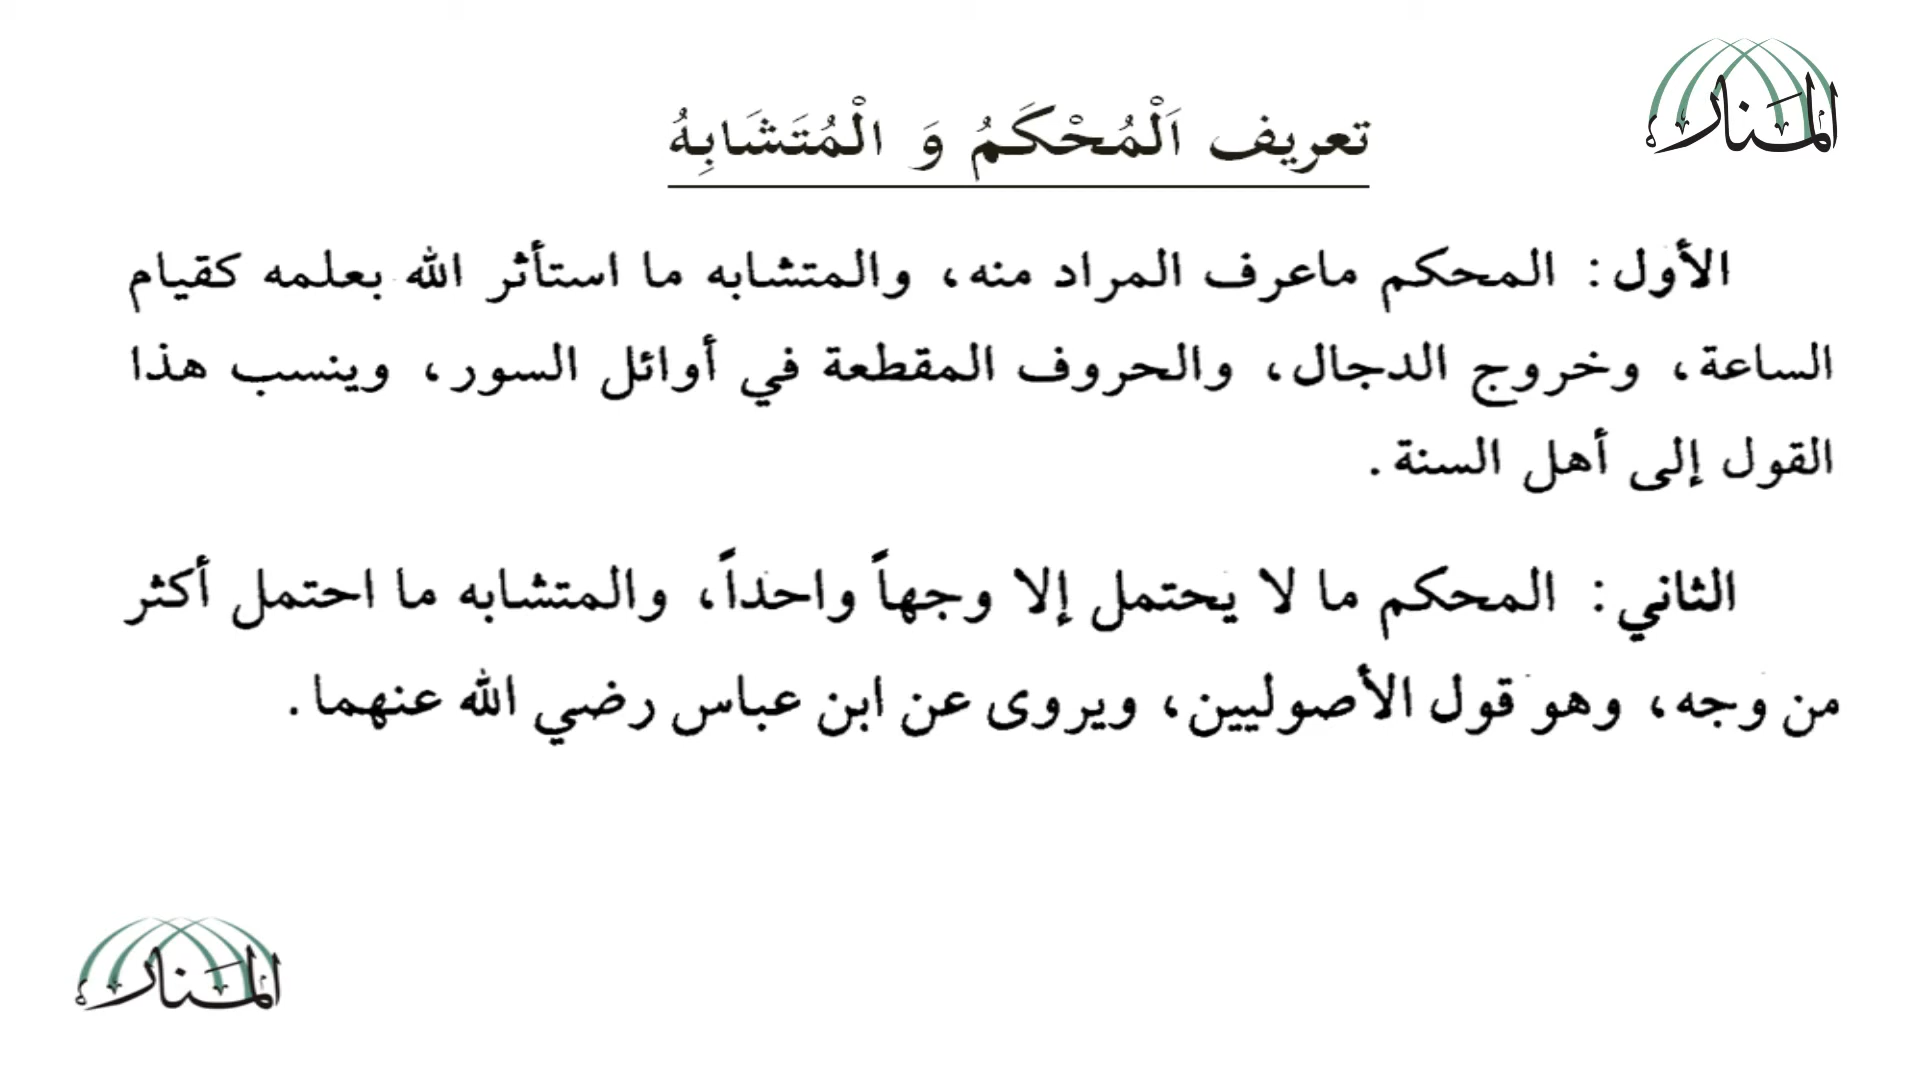 المنار
تعريف اَلْمُحْكَمُ وَ الْمُتَشَابِهُ
الأول: المحكم ماعرف المراد منه، والمتشابه ما استأثر الله بعلمه كقيام
الساعة، وخروج الدجال، والحروف المقطعة في أوائل السور، وينسب هذا
القول إلى أهل السنة.
الثاني: المحكم ما لا يحتمل إلا وجهاً واحداً، والمتشابه ما احتمل أكثر
من وجه، وهو قول الأصوليين، ويروى عن ابن عباس رضي الله عنهما.
المنار